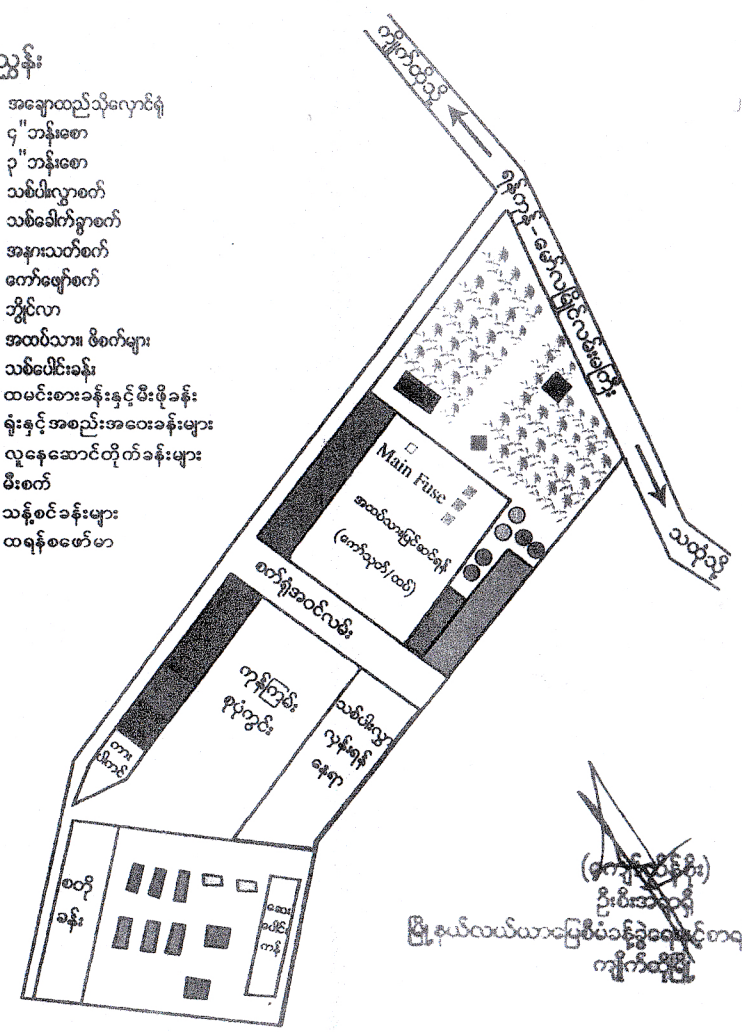 ညွှန်း
အချောထည်သိုလှောင်ရုံ
၄"ဘန်းစော
၃"ဘန်းစော
သစ်ပါးလွှာစက်
သစ်ခေါက်ခွာစက်
အနားသတ်စက်
ကော်ဖျော်စက်
ဘွိုင်လာ
အထပ်သား၊ ဖိစက်များ
သစ်ပေါင်းခန်း
ထမင်းစားခန်းနှင့်မီးဖိုခန်း
ရုံးနှင့်အစည်းအဝေးခန်းများ
လူနေဆောင်တိုက်ခန်းများ
မီးစက်
သန့်စင်ခန်းများ
ထရန်စဖော်မာ
ကျိုက်ထိုသို့
ရန်ကုန်-မော်လမြိုင်လမ်းမကြီး
သထုံသို့
Main Fuse
အထပ်သားပြင်ဆင်ရန်
(ကော်သုတ်/ထပ်)
စက်ရုံအဝင်လမ်း
ကုန်ကြမ်း
စုပုံကွင်း
သစ်ပါးလွှာ
လှန်းရန်
နေရာ
ကား
ပါကင်
စတို
ခန်း
ဆေး
ပေါင်း
ကန်
ဦးစီးအရာရှိ
မြို့နယ်လယ်ယာမြေစီမံခန့်ခွဲရေးနှင့်စာရ
ကျိုက်ထိုမြို့